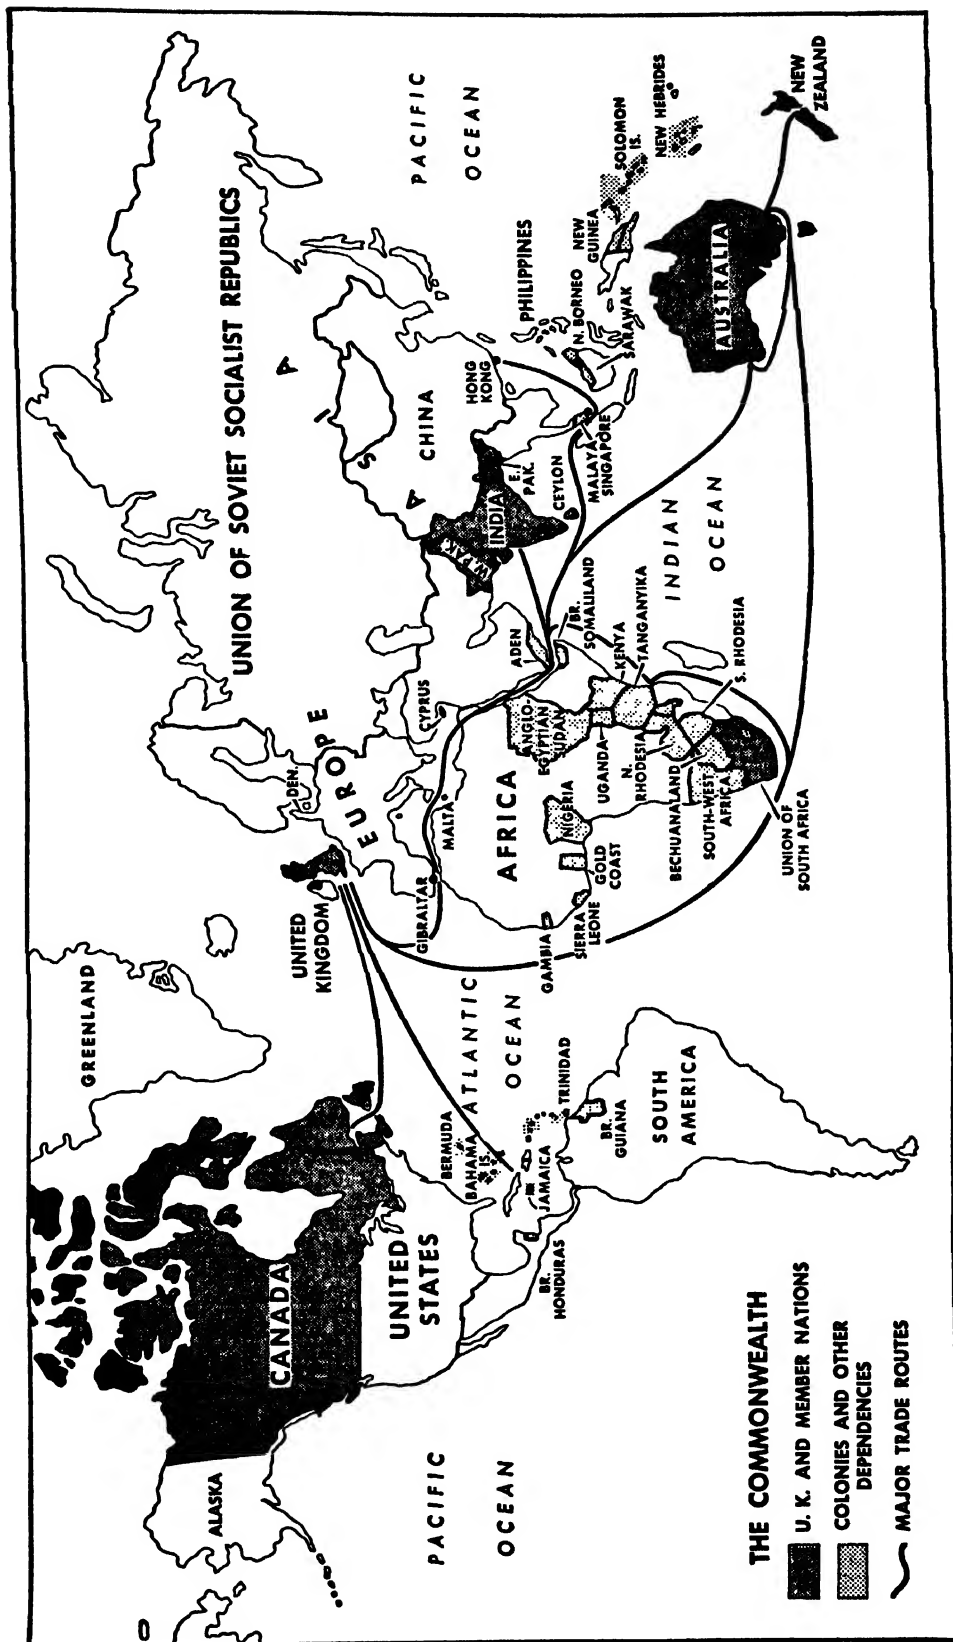 UNION OF SOVIET SOCIALIST REPUBLICS
GREENLAND
ALASKA
CANADA
UNITED
STATES
PACIFIC
OCEAN
BERMUDA
BAHAMA
IS.
ATLANTIC
OCEAN
JAMAICA
TRINIDAD
BR.
HONDURAS
BR.
GUIANA
SOUTH
AMERICA
UNITED
KINGDOM
DEN.
EUROPE
GIBRALTAR
MALTA
CYPRUS
AFRICA
GAMBIA
SIERRA
LEONE
GOLD
COAST
NIGERIA
ANGLO-
EGYPTIAN
SUDAN
ADEN
BR.
SOMALILAND
UGANDA
KENYA
TANGANYIKA
N.
RHODESIA
S. RHODESIA
BECHUANALAND
SOUTH-WEST
AFRICA
UNION OF
SOUTH AFRICA
ASIA
CHINA
W. PAK.
INDIA
E.
PAK.
CEYLON
HONG
KONG
MALAYA
SINGAPORE
PHILIPPINES
N. BORNEO
SARAWAK
NEW
GUINEA
SOLOMON
IS.
NEW HEBRIDES
PACIFIC
OCEAN
INDIAN
OCEAN
AUSTRALIA
NEW
ZEALAND
THE COMMONWEALTH
U. K. AND MEMBER NATIONS
COLONIES AND OTHER
DEPENDENCIES
MAJOR TRADE ROUTES